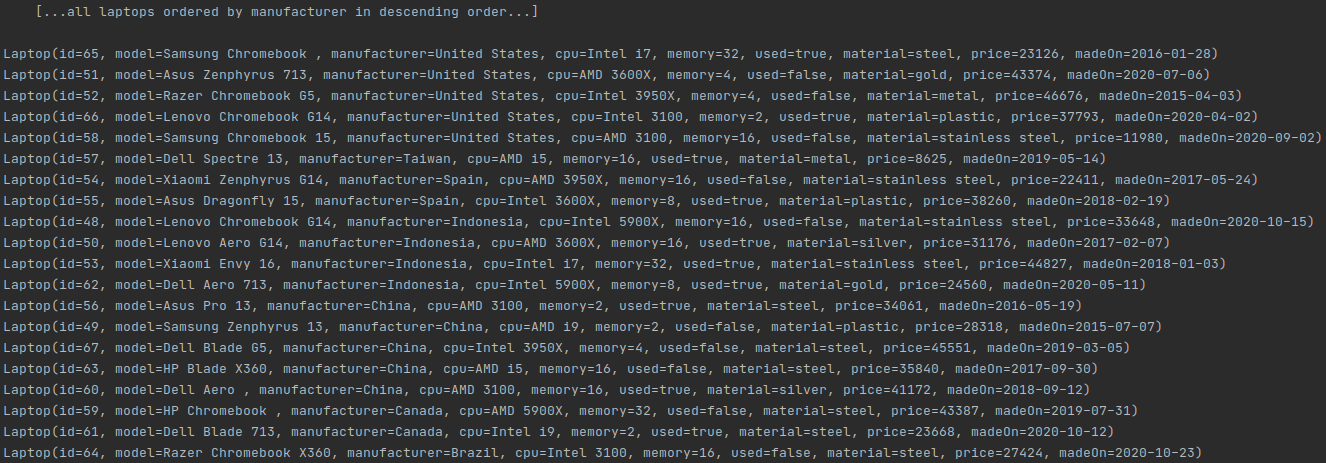 [...all laptops ordered by manufacturer in descending order...]
Laptop(id=65, model=Samsung Chromebook , manufacturer=United States, cpu=Intel i7, memory=32, used=true, material=steel, price=23126, madeOn=2016-01-28)
Laptop(id=51, model=Asus Zenphyrus 713, manufacturer=United States, cpu=AMD 3600X, memory=4, used=false, material=gold, price=43374, madeOn=2020-07-06)
Laptop(id=52, model=Razer Chromebook G5, manufacturer=United States, cpu=Intel 3950X, memory=4, used=false, material=metal, price=46676, madeOn=2015-04-03)
Laptop(id=66, model=Lenovo Chromebook G14, manufacturer=United States, cpu=Intel 3100, memory=2, used=true, material=plastic, price=37793, madeOn=2020-04-02)
Laptop(id=58, model=Samsung Chromebook 15, manufacturer=United States, cpu=AMD 3100, memory=16, used=false, material=stainless steel, price=11980, madeOn=2020-09-02)
Laptop(id=57, model=Dell Spectre 13, manufacturer=Taiwan, cpu=AMD i5, memory=16, used=true, material=metal, price=8625, madeOn=2019-05-14)
Laptop(id=54, model=Xiaomi Zenphyrus G14, manufacturer=Spain, cpu=AMD 3950X, memory=16, used=false, material=stainless steel, price=22411, madeOn=2017-05-24)
Laptop(id=55, model=Asus Dragonfly 15, manufacturer=Spain, cpu=Intel 3600X, memory=8, used=true, material=plastic, price=38260, madeOn=2018-02-19)
Laptop(id=48, model=Lenovo Chromebook G14, manufacturer=Indonesia, cpu=Intel 5900X, memory=16, used=false, material=stainless steel, price=33648, madeOn=2020-10-15)
Laptop(id=50, model=Lenovo Aero G14, manufacturer=Indonesia, cpu=AMD 3600X, memory=16, used=true, material=silver, price=31176, madeOn=2017-02-07)
Laptop(id=53, model=Xiaomi Envy 16, manufacturer=Indonesia, cpu=Intel i7, memory=32, used=true, material=stainless steel, price=44827, madeOn=2018-01-03)
Laptop(id=62, model=Dell Aero 713, manufacturer=Indonesia, cpu=Intel 5900X, memory=8, used=true, material=gold, price=24560, madeOn=2020-05-11)
Laptop(id=56, model=Asus Pro 13, manufacturer=China, cpu=AMD 3100, memory=2, used=true, material=steel, price=34061, madeOn=2016-05-19)
Laptop(id=49, model=Samsung Zenphyrus 13, manufacturer=China, cpu=AMD i9, memory=2, used=false, material=plastic, price=28318, madeOn=2015-07-07)
Laptop(id=67, model=Dell Blade G5, manufacturer=China, cpu=Intel 3950X, memory=4, used=false, material=steel, price=45551, madeOn=2019-03-05)
Laptop(id=63, model=HP Blade X360, manufacturer=China, cpu=AMD i5, memory=16, used=false, material=steel, price=35840, madeOn=2017-09-30)
Laptop(id=60, model=Dell Aero , manufacturer=China, cpu=AMD 3100, memory=16, used=true, material=silver, price=41172, madeOn=2018-09-12)
Laptop(id=59, model=HP Chromebook , manufacturer=Canada, cpu=AMD 5900X, memory=32, used=false, material=steel, price=43387, madeOn=2019-07-31)
Laptop(id=61, model=Dell Blade 713, manufacturer=Canada, cpu=Intel i9, memory=2, used=true, material=steel, price=23668, madeOn=2020-10-12)
Laptop(id=64, model=Razer Chromebook X360, manufacturer=Brazil, cpu=Intel 3100, memory=16, used=false, material=steel, price=27424, madeOn=2020-10-23)